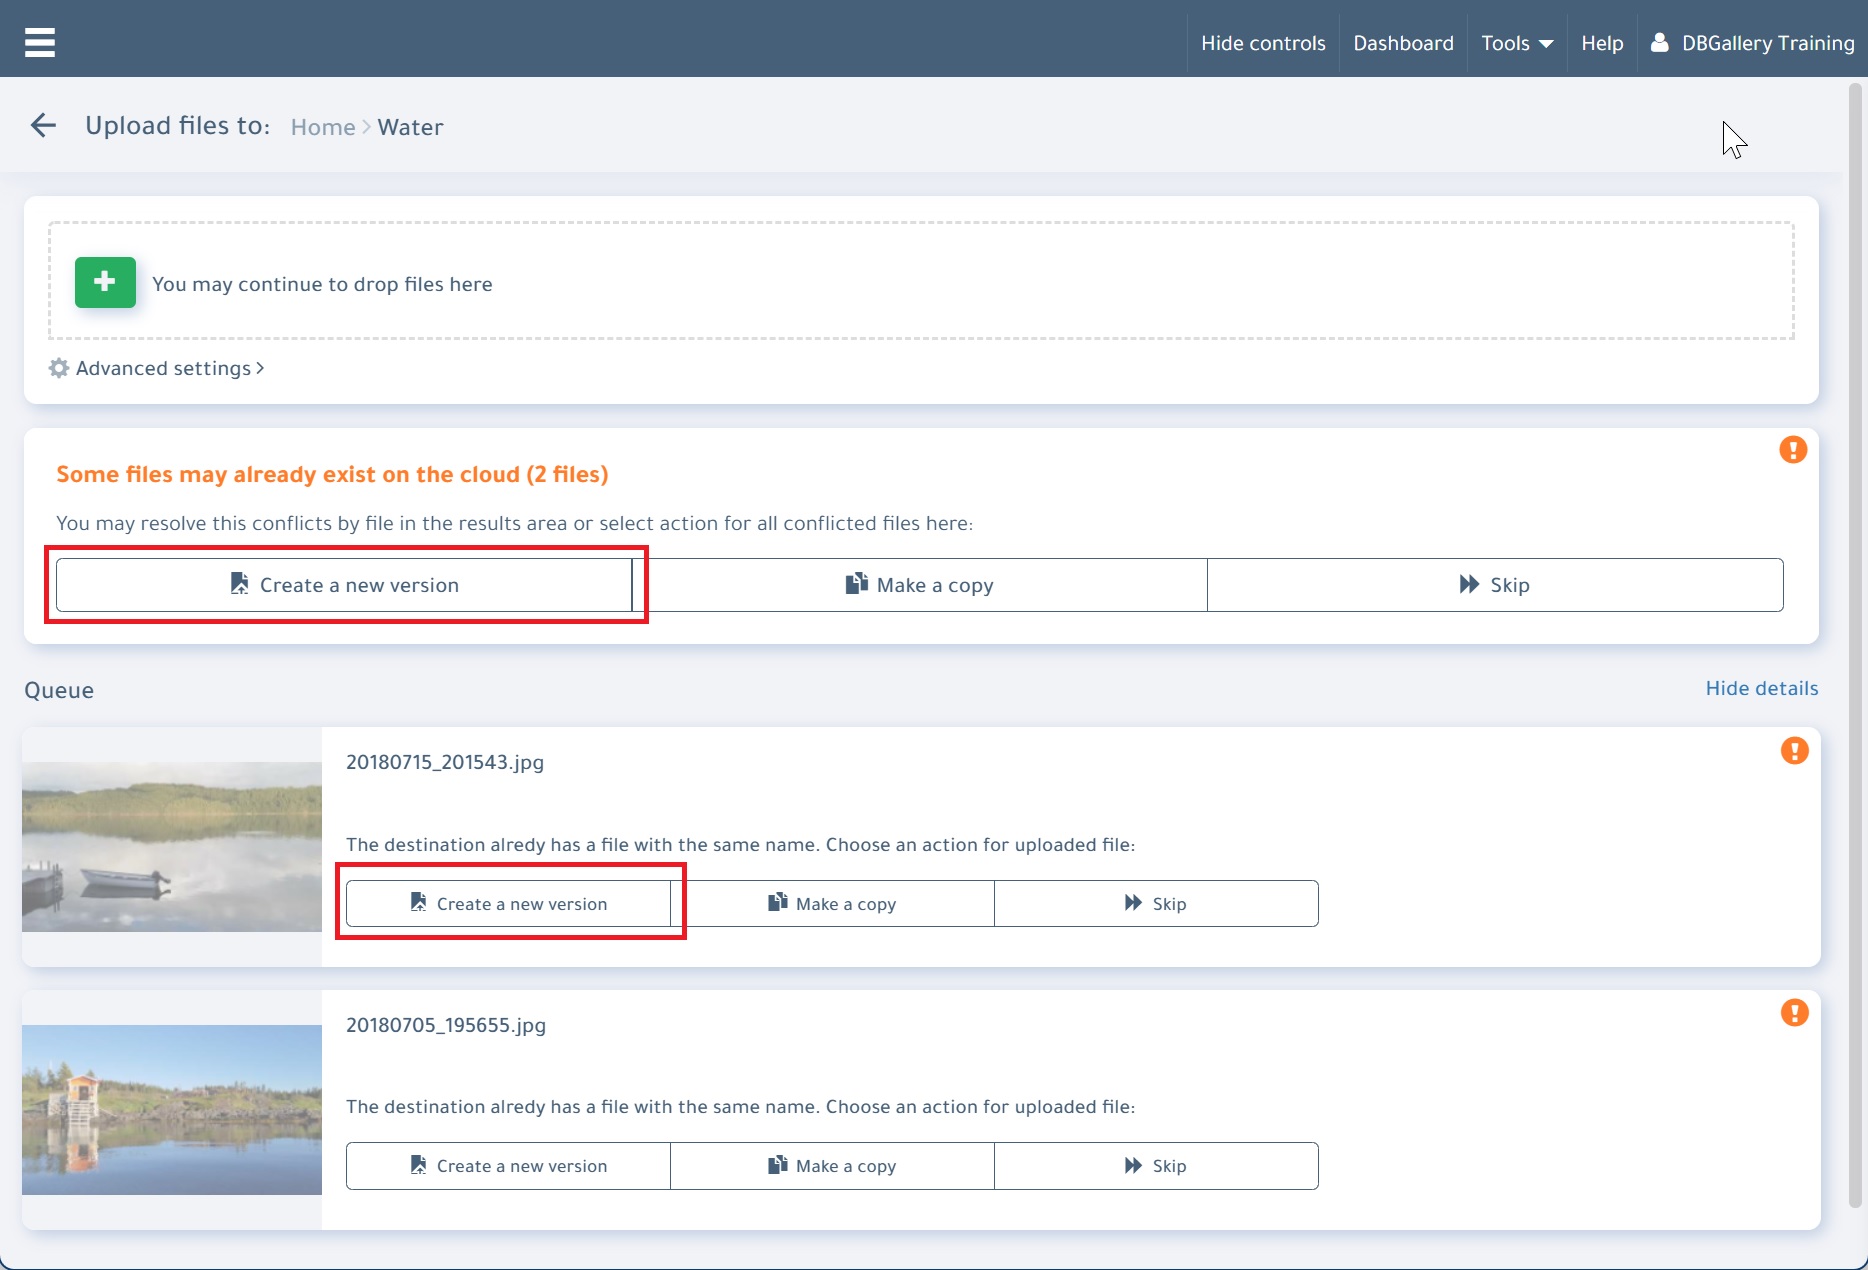 Hide controls Dashboard Tools Help DBGallery Training
Upload files to: Home > Water
You may continue to drop files here
Advanced settings >
Some files may already exist on the cloud (2 files)
You may resolve this conflicts by file in the results area or select action for all conflicted files here:
Create a new version Make a copy Skip
Queue Hide details
20180715_201543.jpg
The destination alredy has a file with the same name. Choose an action for uploaded file:
Create a new version Make a copy Skip
20180705_195655.jpg
The destination alredy has a file with the same name. Choose an action for uploaded file:
Create a new version Make a copy Skip